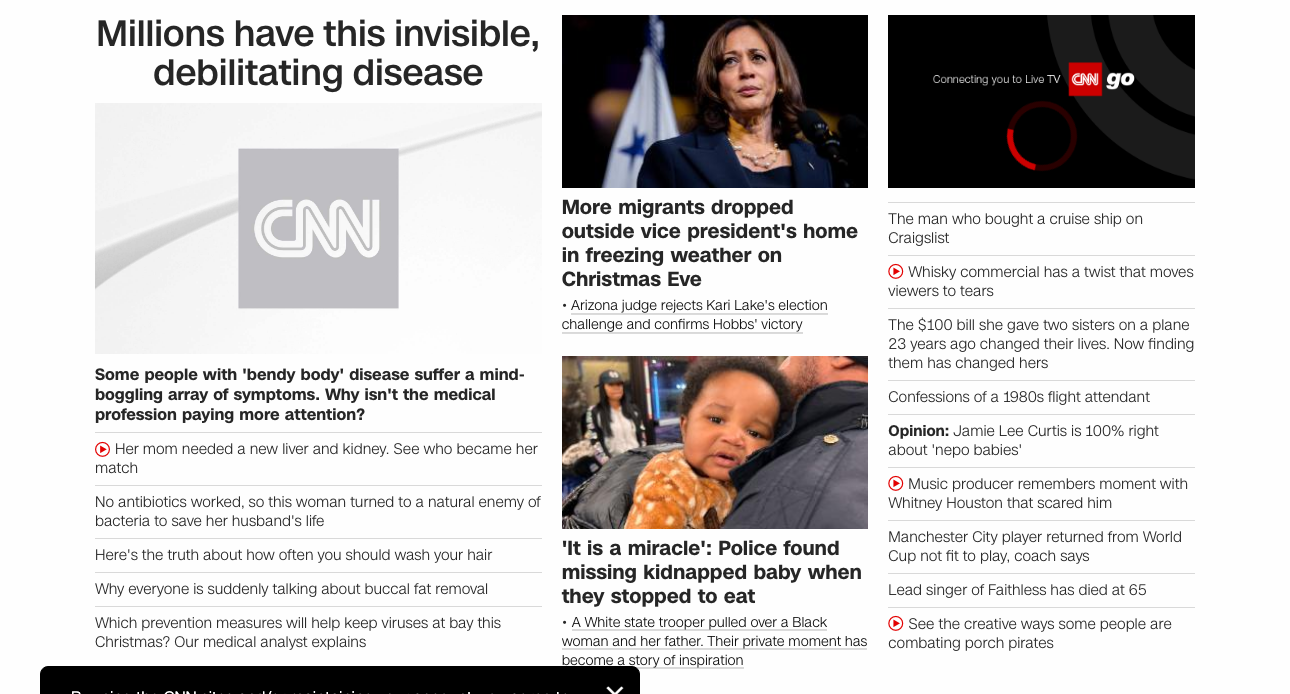 Millions have this invisible,
debilitating disease
CNN
Some people with 'bendy body' disease suffer a mind-
boggling array of symptoms. Why isn't the medical
profession paying more attention?
Her mom needed a new liver and kidney. See who became her
match
No antibiotics worked, so this woman turned to a natural enemy of
bacteria to save her husband's life
Here's the truth about how often you should wash your hair
Why everyone is suddenly talking about buccal fat removal
Which prevention measures will help keep viruses at bay this
Christmas? Our medical analyst explains
More migrants dropped
outside vice president's home
in freezing weather on
Christmas Eve
• Arizona judge rejects Kari Lake's election
challenge and confirms Hobbs' victory
'It is a miracle': Police found
missing kidnapped baby when
they stopped to eat
• A White state trooper pulled over a Black
woman and her father. Their private moment has
become a story of inspiration
Connecting you to Live TV CNN go
The man who bought a cruise ship on
Craigslist
Whisky commercial has a twist that moves
viewers to tears
The $100 bill she gave two sisters on a plane
23 years ago changed their lives. Now finding
them has changed hers
Confessions of a 1980s flight attendant
Opinion: Jamie Lee Curtis is 100% right
about 'nepo babies'
Music producer remembers moment with
Whitney Houston that scared him
Manchester City player returned from World
Cup not fit to play, coach says
Lead singer of Faithless has died at 65
See the creative ways some people are
combating porch pirates